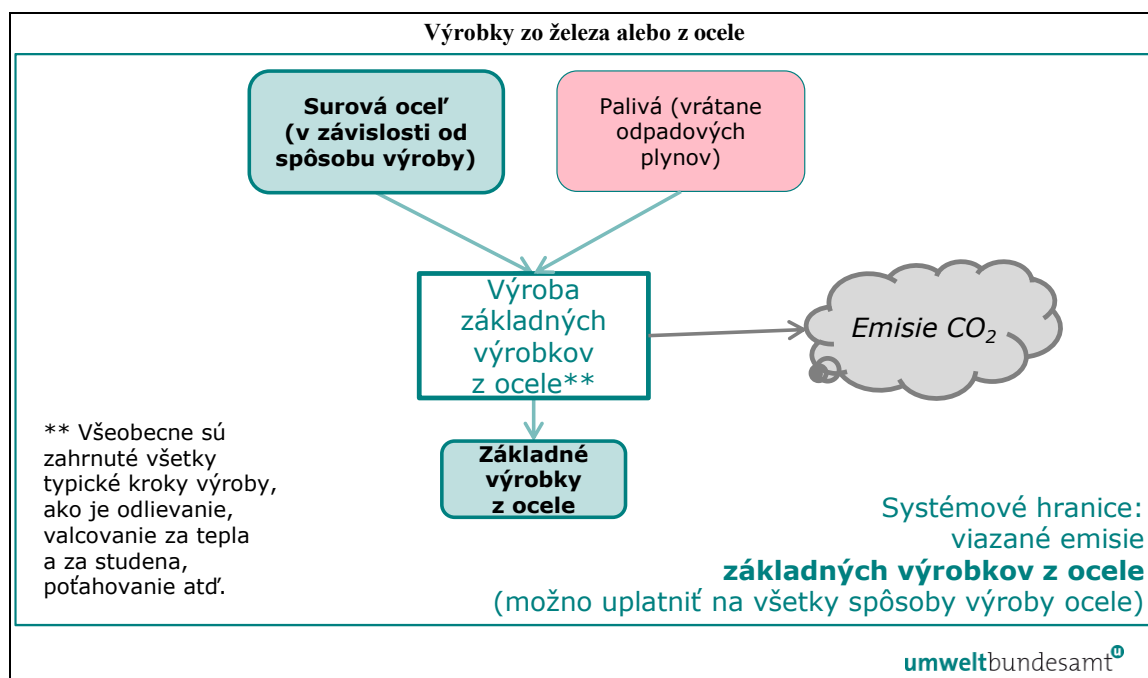 Výrobky zo železa alebo z ocele
Surová oceľ
(v závislosti od
spôsobu výroby)
Palivá (vrátane
odpadových
plynov)
Výroba
základných
výrobkov
z ocele**
Emisie CO₂
** Všeobecne sú
zahrnuté všetky
typické kroky výroby,
ako je odlievanie,
valcovanie za tepla
a za studena,
poťahovanie atď.
Základné
výrobky
z ocele
Systémové hranice:
viazané emisie
základných výrobkov z ocele
(možno uplatniť na všetky spôsoby výroby ocele)
umweltbundesamt